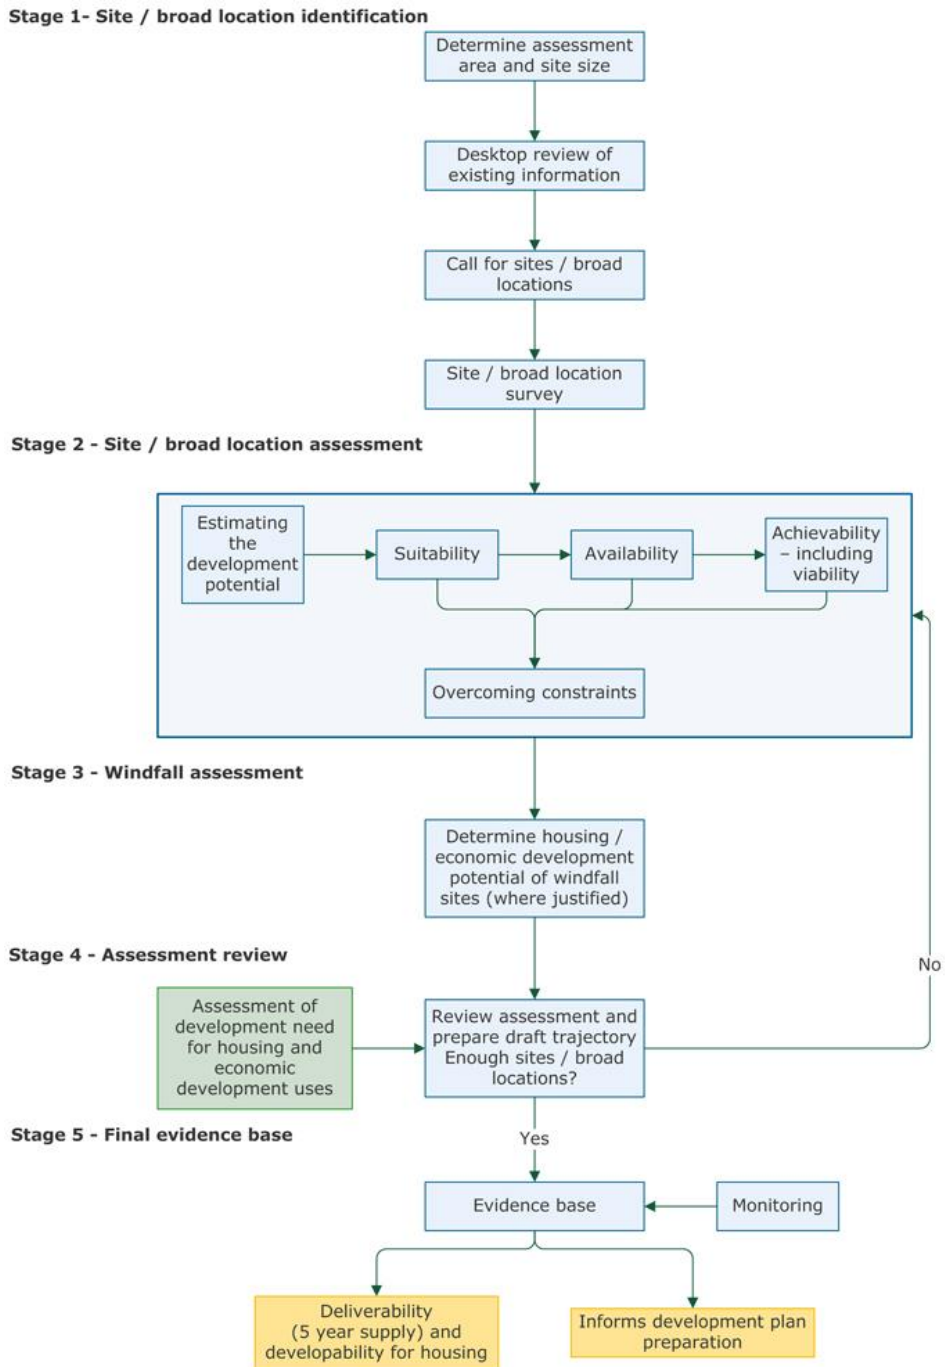 Stage 1- Site / broad location identification
Determine assessment
area and site size
Desktop review of
existing information
Call for sites / broad
locations
Site / broad location
survey
Stage 2 - Site / broad location assessment
Estimating
the
development
potential
Suitability
Availability
Achievability
– including
viability
Overcoming constraints
Stage 3 - Windfall assessment
Determine housing /
economic development
potential of windfall
sites (where justified)
Stage 4 - Assessment review
No
Assessment of
development need
for housing and
economic
development uses
Review assessment and
prepare draft trajectory
Enough sites / broad
locations?
Stage 5 - Final evidence base
Yes
Evidence base
Monitoring
Deliverability
(5 year supply) and
developability for housing
Informs development plan
preparation